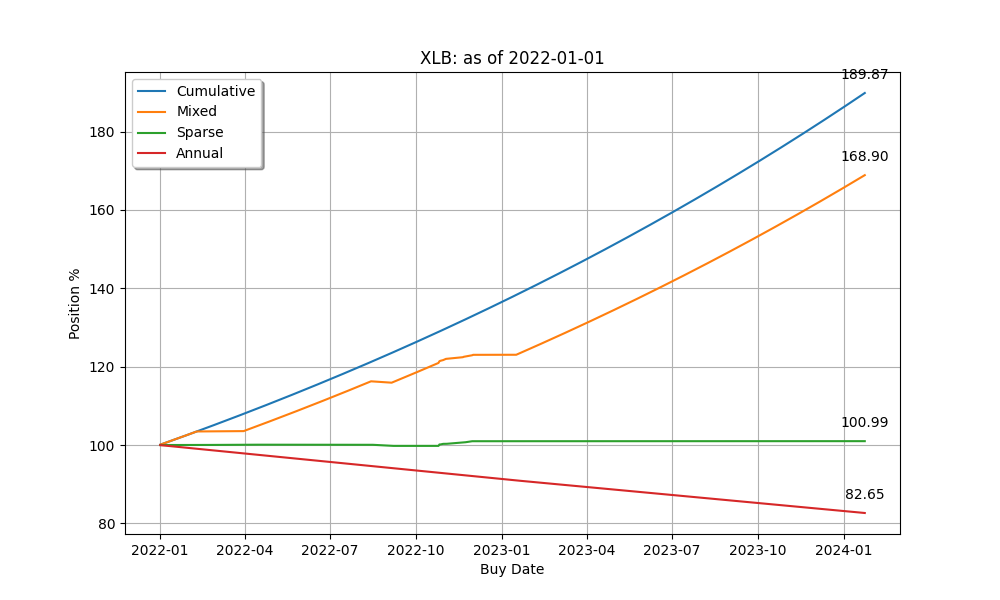 XLB: as of 2022-01-01
189.87
Cumulative
Mixed
Sparse
Annual
168.90
100.99
82.65
180
160
140
120
100
80
Position %
2022-01 2022-04 2022-07 2022-10 2023-01 2023-04 2023-07 2023-10 2024-01
Buy Date